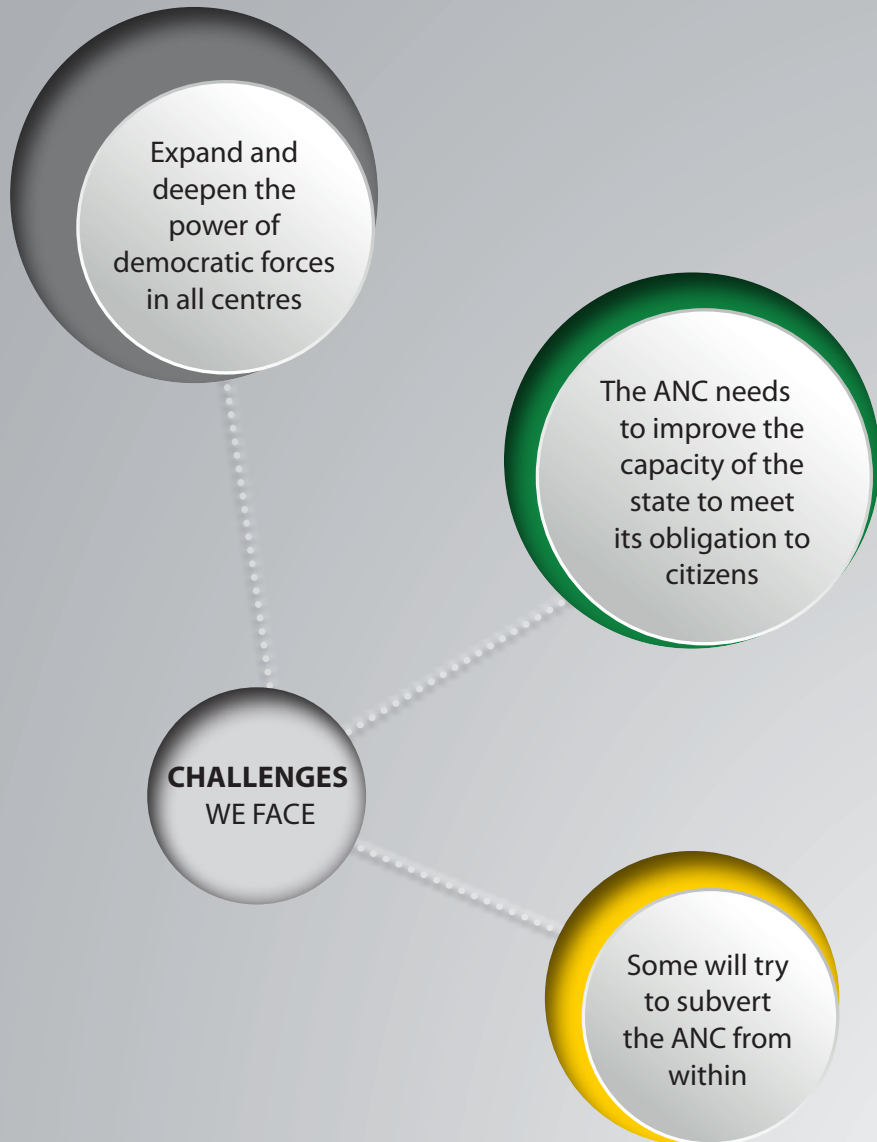 Expand and
deepen the
power of
democratic forces
in all centres
The ANC needs
to improve the
capacity of the
state to meet
its obligation to
citizens
CHALLENGES
WE FACE
Some will try
to subvert
the ANC from
within